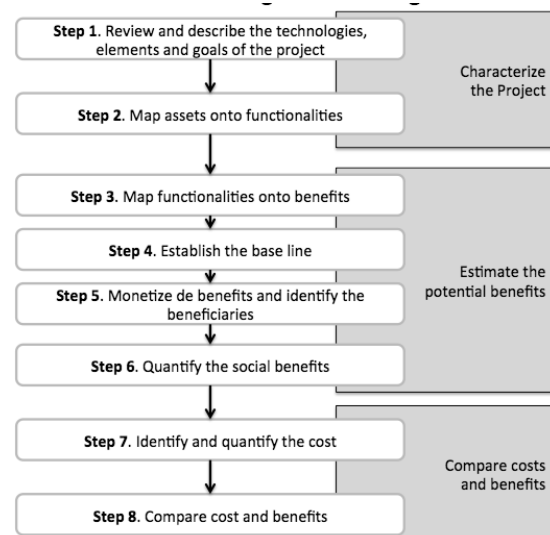 Step 1. Review and describe the technologies,
elements and goals of the project
Characterize
the Project
Step 2. Map assets onto functionalities
Step 3. Map functionalities onto benefits
Step 4. Establish the base line
Estimate the
potential benefits
Step 5. Monetize de benefits and identify the
beneficiaries
Step 6. Quantify the social benefits
Step 7. Identify and quantify the cost
Compare costs
and benefits
Step 8. Compare cost and benefits